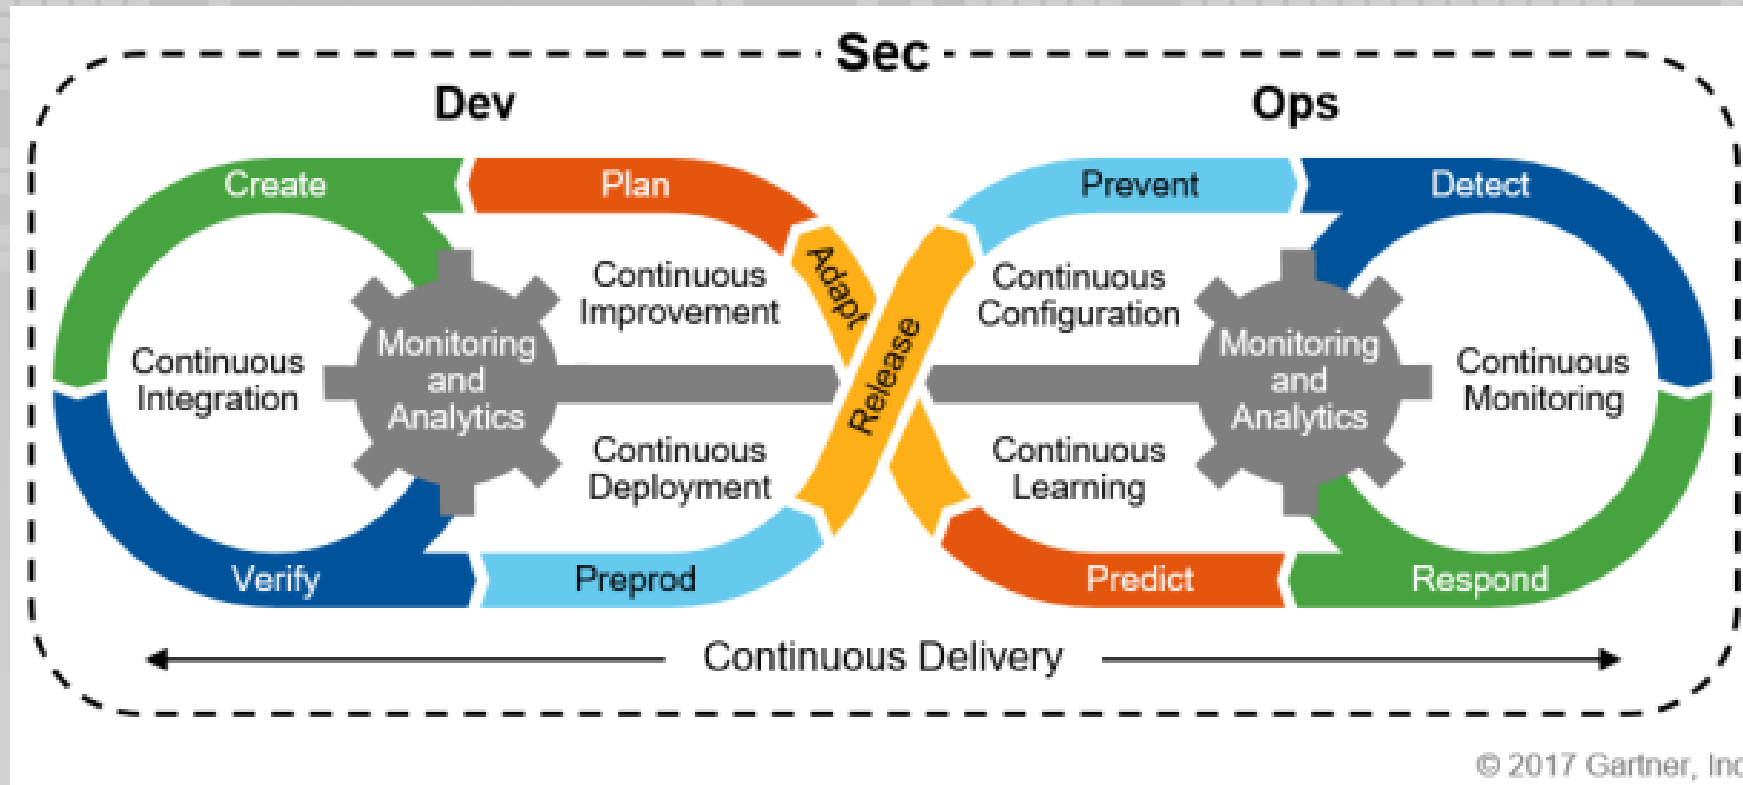 Sec
Dev
Ops
Create
Plan
Prevent
Detect
Adapt
Release
Continuous
Improvement
Continuous
Configuration
Continuous
Integration
Monitoring
and
Analytics
Monitoring
and
Analytics
Continuous
Monitoring
Continuous
Deployment
Continuous
Learning
Verify
Preprod
Predict
Respond
Continuous Delivery
© 2017 Gartner, Inc